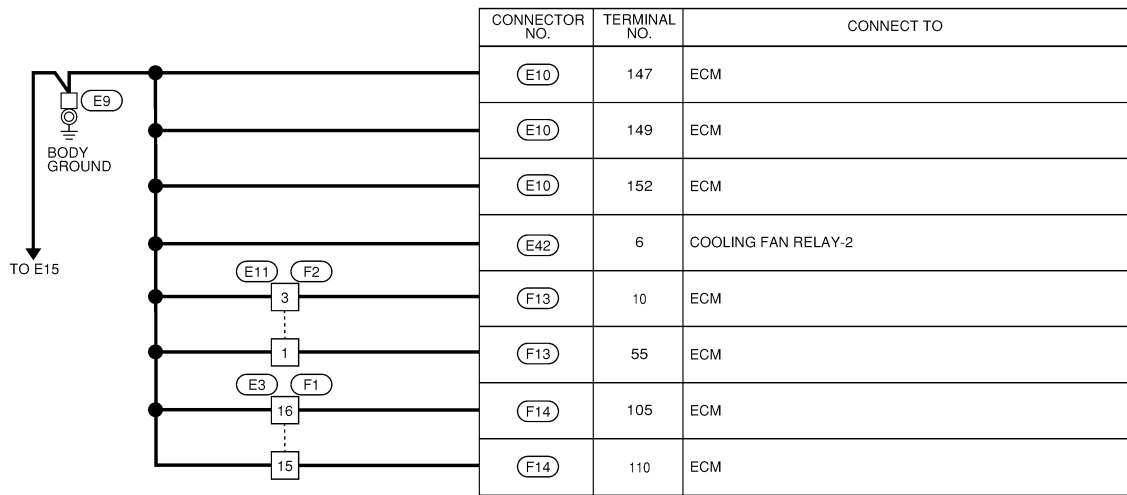 CONNECTOR NO. TERMINAL NO. CONNECT TO
E10 147 ECM
E9
E10 149 ECM
BODY
GROUND
E10 152 ECM
E42 6 COOLING FAN RELAY-2
TO E15
E11 F2
3 F13 10 ECM
1 F13 55 ECM
E3 F1
16 F14 105 ECM
15 F14 110 ECM